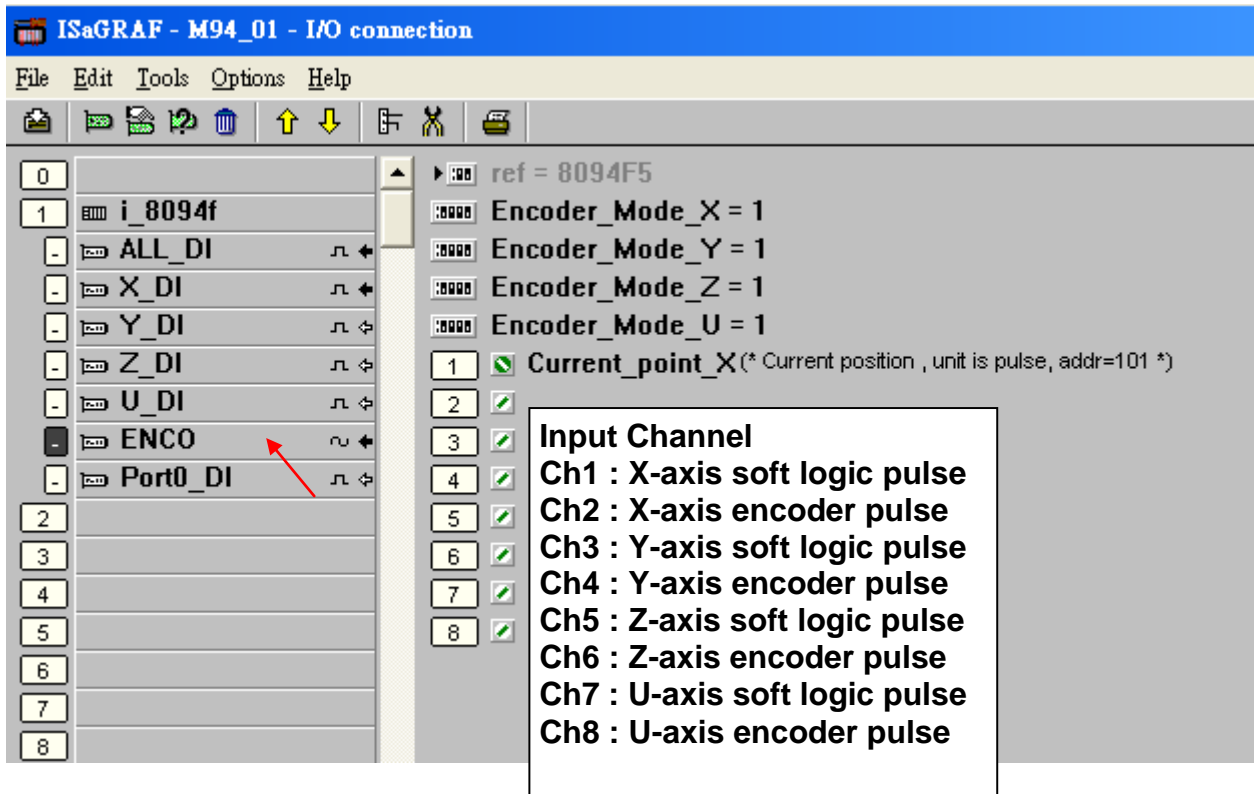 ISaGRAF - M94_01 - I/O connection
File Edit Tools Options Help
0
1 i_8094f
- ALL_DI
- X_DI
- Y_DI
- Z_DI
- U_DI
- ENCO
- Port0_DI
2
3
4
5
6
7
8
ref = 8094F5
Encoder_Mode_X = 1
Encoder_Mode_Y = 1
Encoder_Mode_Z = 1
Encoder_Mode_U = 1
1 Current_point_X (* Current position , unit is pulse, addr=101 *)
2
3
4
5
6
7
8
Input Channel
Ch1 : X-axis soft logic pulse
Ch2 : X-axis encoder pulse
Ch3 : Y-axis soft logic pulse
Ch4 : Y-axis encoder pulse
Ch5 : Z-axis soft logic pulse
Ch6 : Z-axis encoder pulse
Ch7 : U-axis soft logic pulse
Ch8 : U-axis encoder pulse